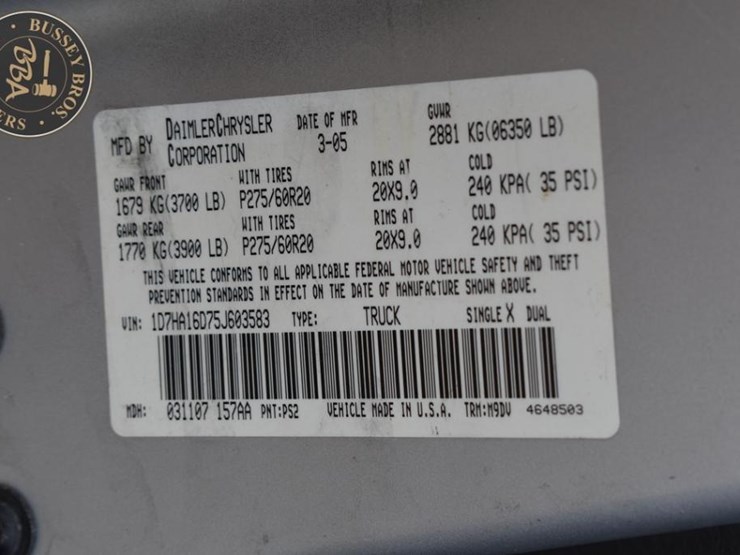 BUSSEY BROS.
BBA
ERS
MFD BY DAIMLERCHRYSLER CORPORATION DATE OF MFR 3-05 GVWR 2881 KG(06350 LB)
GAWR FRONT WITH TIRES RIMS AT COLD
1679 KG(3700 LB) P275/60R20 20X9.0 240 KPA( 35 PSI)
GAWR REAR WITH TIRES RIMS AT COLD
1770 KG(3900 LB) P275/60R20 20X9.0 240 KPA( 35 PSI)
THIS VEHICLE CONFORMS TO ALL APPLICABLE FEDERAL MOTOR VEHICLE SAFETY AND THEFT
PREVENTION STANDARDS IN EFFECT ON THE DATE OF MANUFACTURE SHOWN ABOVE.
VIN: 1D7HA16D75J603583 TYPE: TRUCK SINGLE X DUAL
MDH: 031107 157AA PNT:PS2 VEHICLE MADE IN U.S.A. TRM:M9DV 4648503